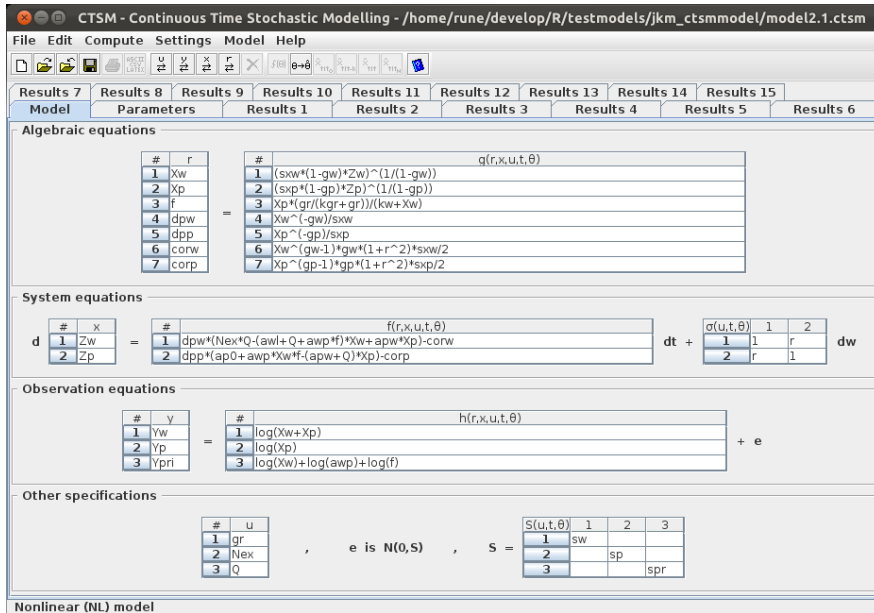 CTSM - Continuous Time Stochastic Modelling - /home/rune/develop/R/testmodels/jkm_ctsmmodel/model2.1.ctsm
File Edit Compute Settings Model Help
Results 7 Results 8 Results 9 Results 10 Results 11 Results 12 Results 13 Results 14 Results 15
Model Parameters Results 1 Results 2 Results 3 Results 4 Results 5 Results 6
Algebraic equations
# r # g(r,x,u,t,θ)
1 Xw 1 (sxw*(1-gw)*Zw)^(1/(1-gw))
2 Xp 2 (sxp*(1-gp)*Zp)^(1/(1-gp))
3 f 3 Xp*(gr/(kgr+gr))/(kw+Xw)
4 dpw = 4 Xw^(-gw)/sxw
5 dpp 5 Xp^(-gp)/sxp
6 corw 6 Xw^(gw-1)*gw*(1+r^2)*sxw/2
7 corp 7 Xp^(gp-1)*gp*(1+r^2)*sxp/2
System equations
# x # f(r,x,u,t,θ) σ(u,t,θ) 1 2
d 1 Zw = 1 dpw*(Nex*Q-(awl+Q+awp*f)*Xw+apw*Xp)-corw dt + 1 1 r dw
2 Zp 2 dpp*(ap0+awp*Xw*f-(apw+Q)*Xp)-corp 2 r 1
Observation equations
# y # h(r,x,u,t,θ)
1 Yw 1 log(Xw+Xp)
2 Yp = 2 log(Xp) + e
3 Ypri 3 log(Xw)+log(awp)+log(f)
Other specifications
# u S(u,t,θ) 1 2 3
1 gr 1 sw
2 Nex , e is N(0,S) , S = 2 sp
3 Q 3 spr
Nonlinear (NL) model